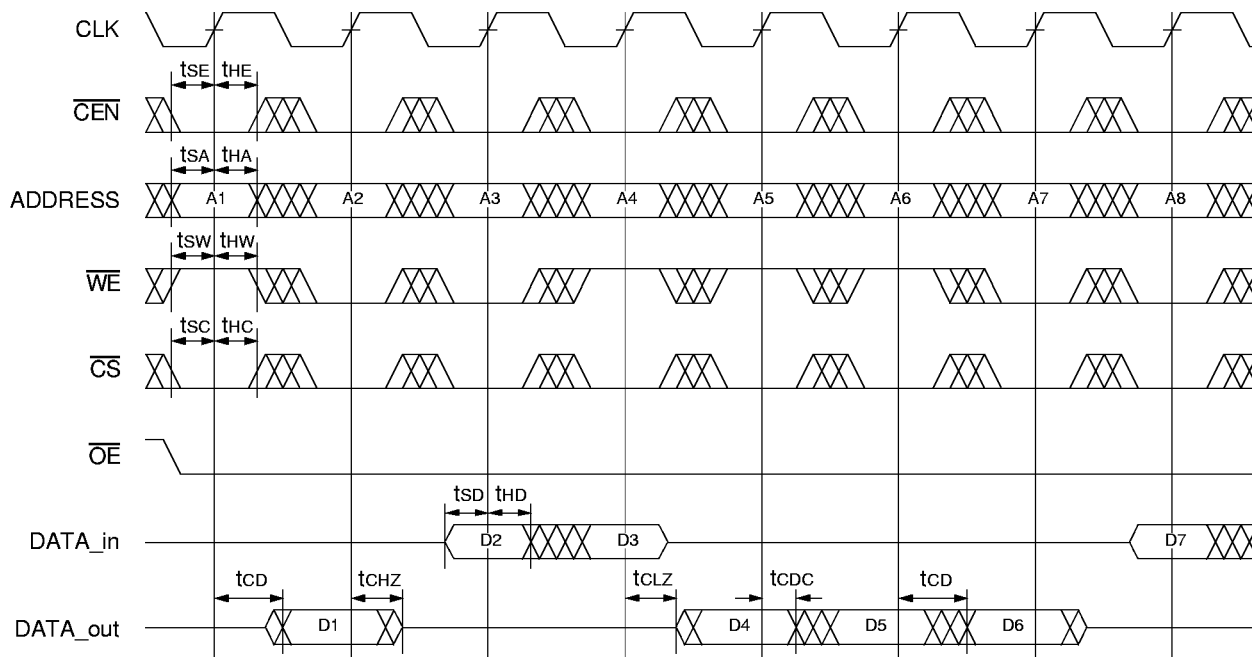 CLK
tSE tHE
CEN
tSA tHA
ADDRESS A1 A2 A3 A4 A5 A6 A7 A8
tSW tHW
WE
tSC tHC
CS
OE
tSD tHD
DATA_in D2 D3 D7
tCD tCHZ tCLZ tCDC tCD
DATA_out D1 D4 D5 D6